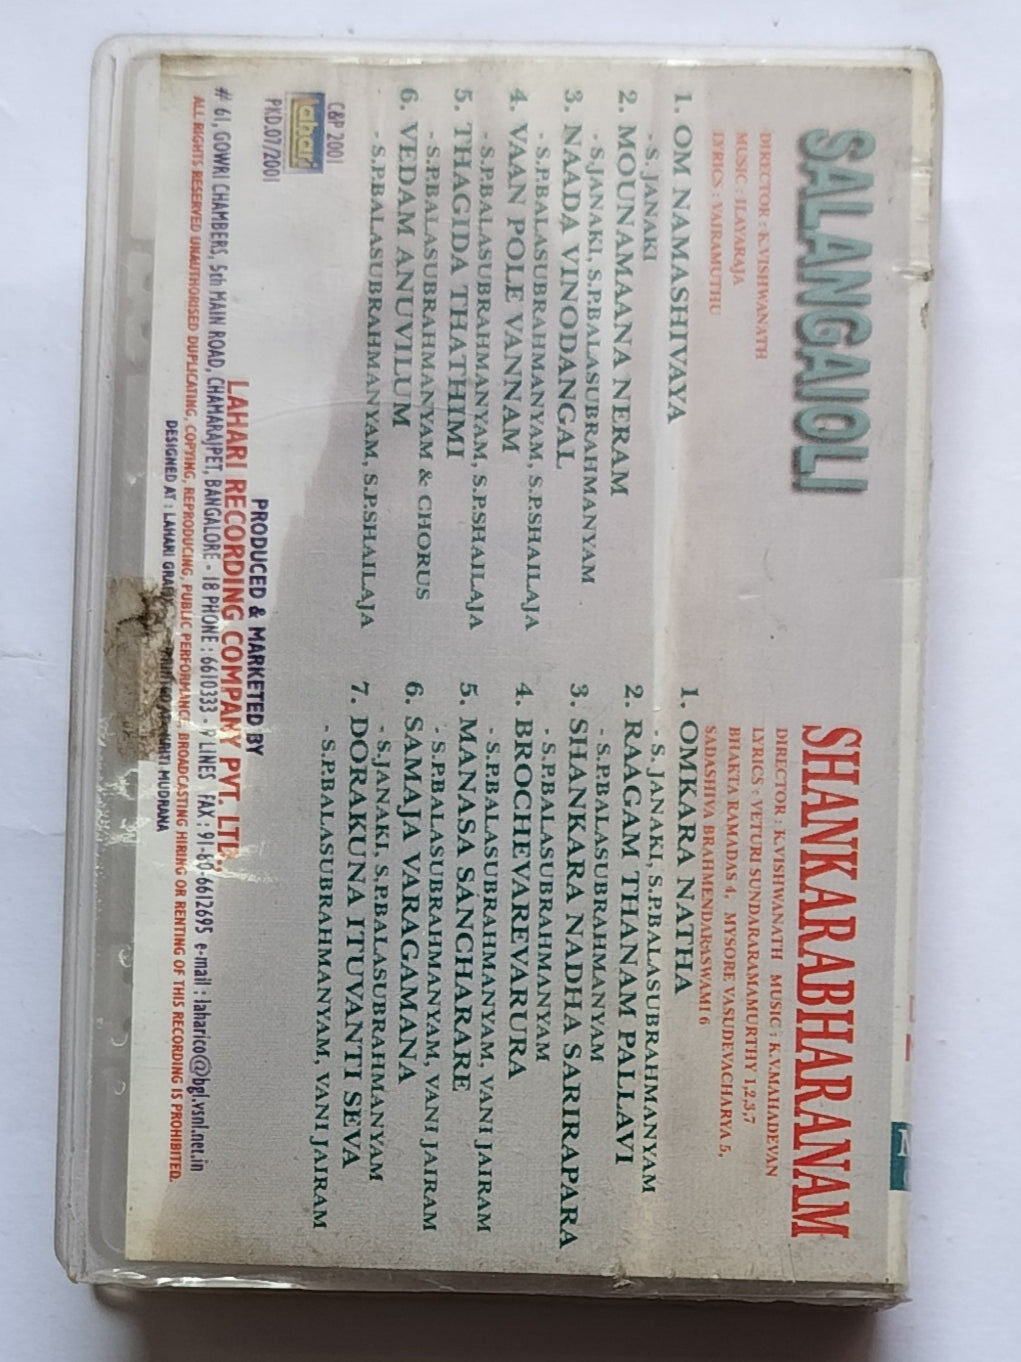 SALANGAIOLI
DIRECTOR : K.VISHWANATH
MUSIC : ILAYARAJA
LYRICS : VAIRAMUTHU
1. OM NAMASHIVAYA
- S. JANAKI
2. MOUNAMAANA NERAM
- S.JANAKI, S.P.BALASUBRAHMANYAM
3. NAADA VINODANGAL
- S.P.BALASUBRAHMANYAM, S.P.SHAILAJA
4. VAAN POLE VANNAM
- S.P.BALASUBRAHMANYAM, S.P.SHAILAJA
5. THAGIDA THATHIMI
- S.P.BALASUBRAHMANYAM & CHORUS
6. VEDAM ANUVILUM
- S.P.BALASUBRAHMANYAM, S.P.SHAILAJA
SHANKARABHARANAM
DIRECTOR : K.VISHWANATH MUSIC : K.V.MAHADEVAN
LYRICS : VETURI SUNDARARAMAMURTHY 1,2,3,7
BHAKTA RAMADAS 4, MYSORE VASUDEVACHARYA 5,
SADASHIVA BRAHMENDARASWAMI 6
1. OMKARA NATHA
- S. JANAKI, S.P.BALASUBRAHMANYAM
2. RAAGAM THANAM PALLAVI
- S.P.BALASUBRAHMANYAM
3. SHANKARA NADHA SARIRAPARA
- S.P.BALASUBRAHMANYAM
4. BROCHEVAREVARURA
- S.P.BALASUBRAHMANYAM, VANI JAIRAM
5. MANASA SANCHARARE
- S.P.BALASUBRAHMANYAM, VANI JAIRAM
6. SAMAJA VARAGAMANA
- S.JANAKI, S.P.BALASUBRAHMANYAM
7. DORAKUNA ITUVANTI SEVA
- S.P.BALASUBRAHMANYAM, VANI JAIRAM
C&P 2001
lahari
PKD.07/2001
PRODUCED & MARKETED BY
LAHARI RECORDING COMPANY PVT. LTD.,
# 61, GOWRI CHAMBERS, 5th MAIN ROAD, CHAMARAJPET, BANGALORE - 18 PHONE : 6610333 - 9 LINES FAX : 91-80-6612695 e-mail : laharico@bgl.vsnl.net.in
ALL RIGHTS RESERVED UNAUTHORISED DUPLICATING, COPYING, REPRODUCING, PUBLIC PERFORMANCE, BROADCASTING HIRING OR RENTING OF THIS RECORDING IS PROHIBITED.
DESIGNED AT : LAHARI MUDRANA